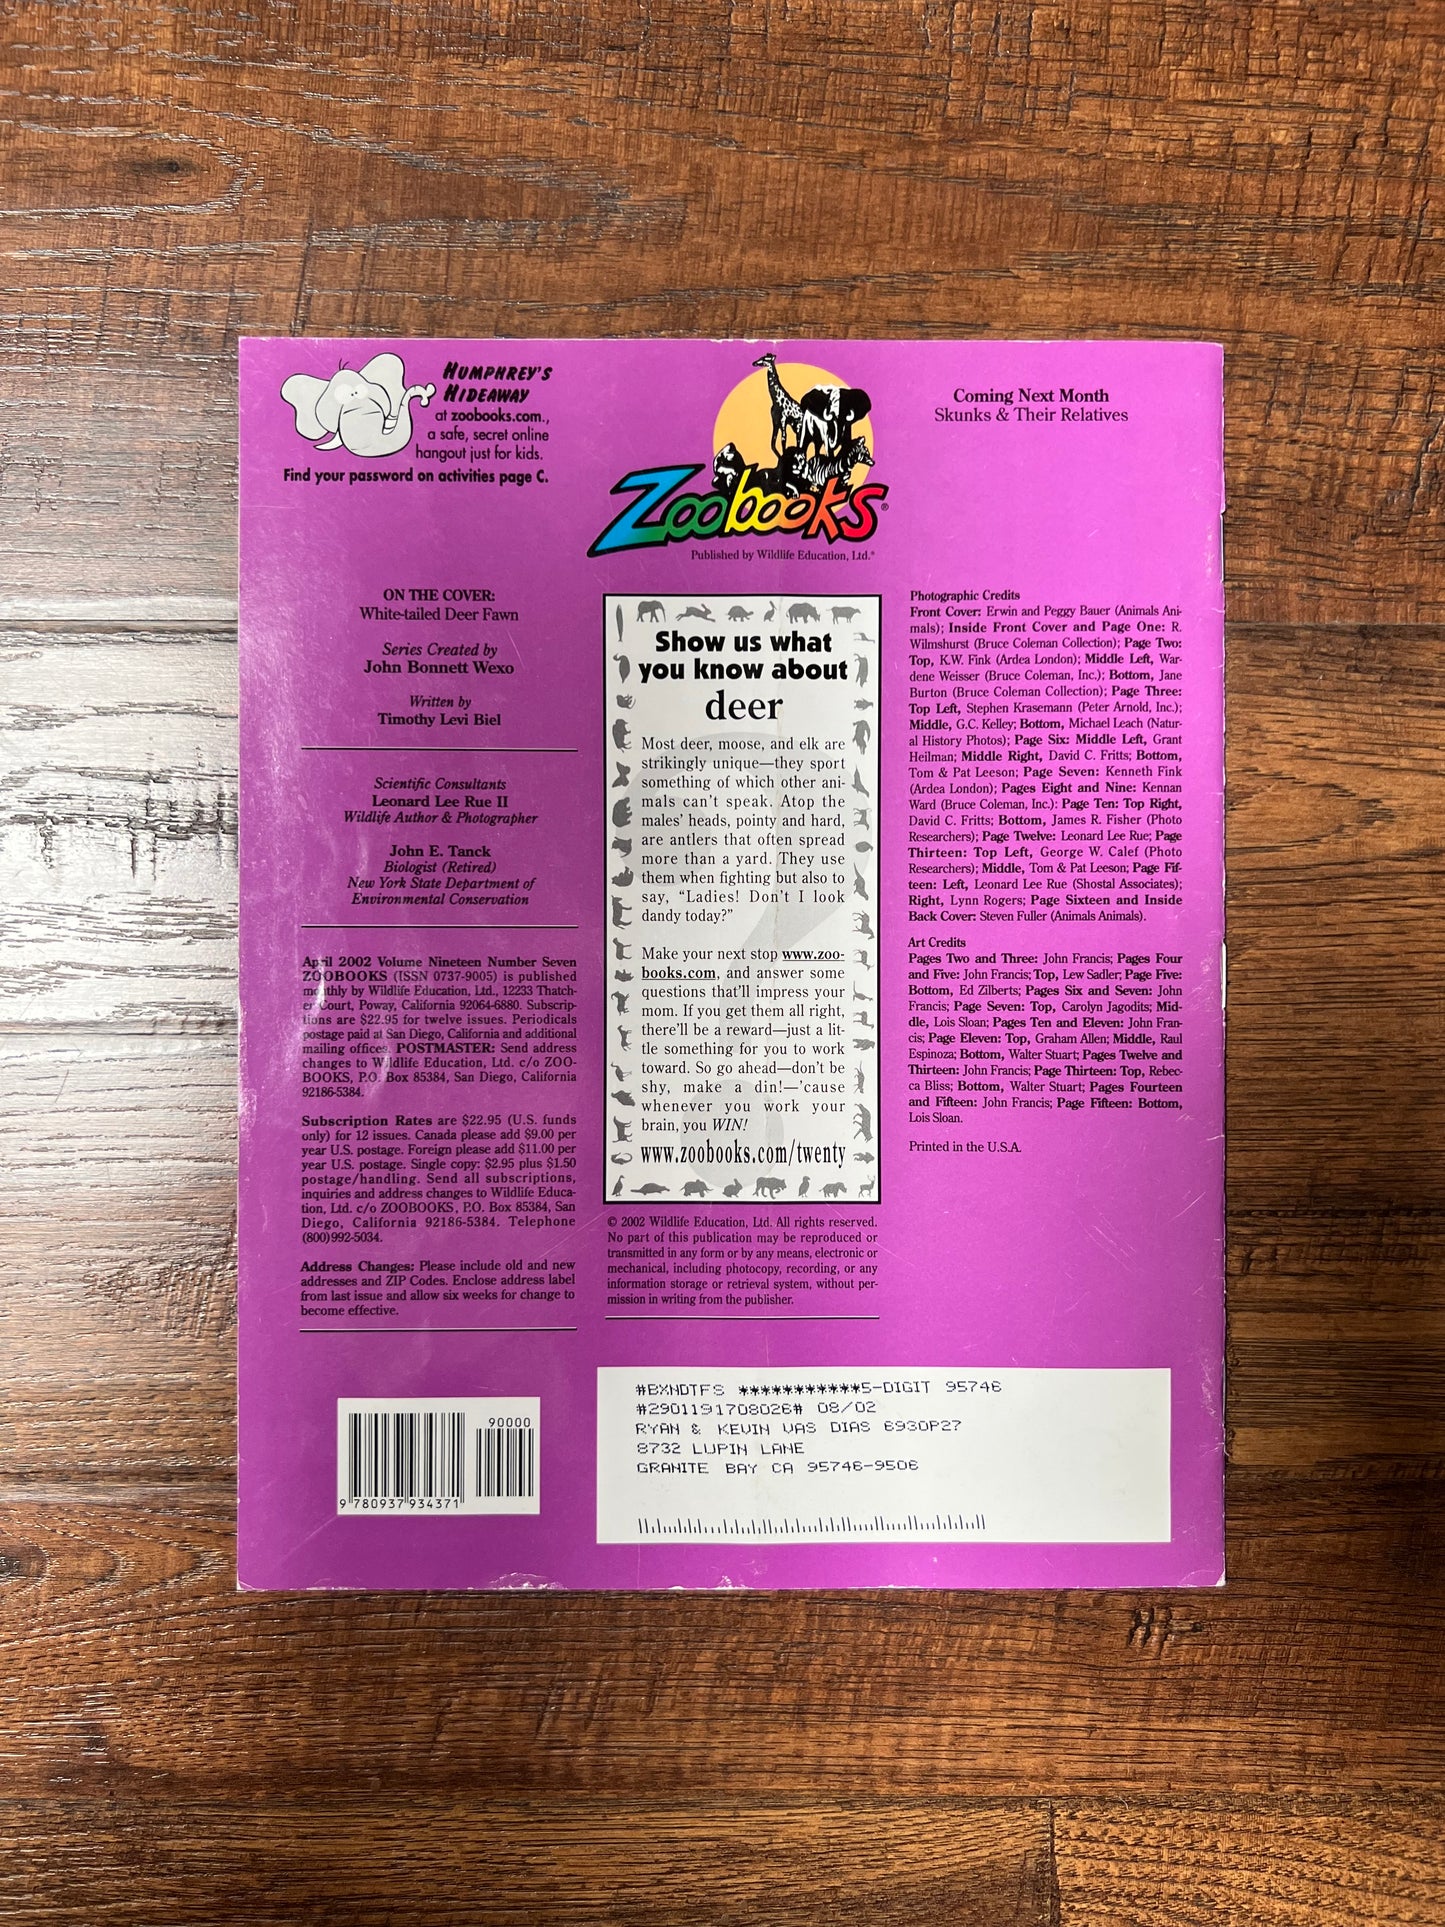 HUMPHREY'S
HIDEAWAY
at zoobooks.com.,
a safe, secret online
hangout just for kids.
Find your password on activities page C.
Zoobooks®
Published by Wildlife Education, Ltd.®
Coming Next Month
Skunks & Their Relatives
ON THE COVER:
White-tailed Deer Fawn
Series Created by
John Bonnett Wexo
Written by
Timothy Levi Biel
Scientific Consultants
Leonard Lee Rue II
Wildlife Author & Photographer
John E. Tanck
Biologist (Retired)
New York State Department of
Environmental Conservation
April 2002 Volume Nineteen Number Seven
ZOOBOOKS (ISSN 0737-9005) is published
monthly by Wildlife Education, Ltd., 12233 Thatch-
er Court, Poway, California 92064-6880. Subscrip-
tions are $22.95 for twelve issues. Periodicals
postage paid at San Diego, California and additional
mailing offices. POSTMASTER: Send address
changes to Wildlife Education, Ltd. c/o ZOO-
BOOKS, P.O. Box 85384, San Diego, California
92186-5384.
Subscription Rates are $22.95 (U.S. funds
only) for 12 issues. Canada please add $9.00 per
year U.S. postage. Foreign please add $11.00 per
year U.S. postage. Single copy: $2.95 plus $1.50
postage/handling. Send all subscriptions,
inquiries and address changes to Wildlife Educa-
tion, Ltd. c/o ZOOBOOKS, P.O. Box 85384, San
Diego, California 92186-5384. Telephone
(800)992-5034.
Address Changes: Please include old and new
addresses and ZIP Codes. Enclose address label
from last issue and allow six weeks for change to
become effective.
Show us what
you know about
deer
Most deer, moose, and elk are
strikingly unique—they sport
something of which other ani-
mals can't speak. Atop the
males' heads, pointy and hard,
are antlers that often spread
more than a yard. They use
them when fighting but also to
say, “Ladies! Don't I look
dandy today?”
Make your next stop www.zoo-
books.com, and answer some
questions that'll impress your
mom. If you get them all right,
there'll be a reward—just a lit-
tle something for you to work
toward. So go ahead—don't be
shy, make a din!—'cause
whenever you work your
brain, you WIN!
www.zoobooks.com/twenty
© 2002 Wildlife Education, Ltd. All rights reserved.
No part of this publication may be reproduced or
transmitted in any form or by any means, electronic or
mechanical, including photocopy, recording, or any
information storage or retrieval system, without per-
mission in writing from the publisher.
Photographic Credits
Front Cover: Erwin and Peggy Bauer (Animals Ani-
mals); Inside Front Cover and Page One: R.
Wilmshurst (Bruce Coleman Collection); Page Two:
Top, K.W. Fink (Ardea London); Middle Left, War-
dene Weisser (Bruce Coleman, Inc.); Bottom, Jane
Burton (Bruce Coleman Collection); Page Three:
Top Left, Stephen Krasemann (Peter Arnold, Inc.);
Middle, G.C. Kelley; Bottom, Michael Leach (Natur-
al History Photos); Page Six: Middle Left, Grant
Heilman; Middle Right, David C. Fritts; Bottom,
Tom & Pat Leeson; Page Seven: Kenneth Fink
(Ardea London); Pages Eight and Nine: Kennan
Ward (Bruce Coleman, Inc.): Page Ten: Top Right,
David C. Fritts; Bottom, James R. Fisher (Photo
Researchers); Page Twelve: Leonard Lee Rue; Page
Thirteen: Top Left, George W. Calef (Photo
Researchers); Middle, Tom & Pat Leeson; Page Fif-
teen: Left, Leonard Lee Rue (Shostal Associates);
Right, Lynn Rogers; Page Sixteen and Inside
Back Cover: Steven Fuller (Animals Animals).
Art Credits
Pages Two and Three: John Francis; Pages Four
and Five: John Francis; Top, Lew Sadler; Page Five:
Bottom, Ed Zilberts; Pages Six and Seven: John
Francis; Page Seven: Top, Carolyn Jagodits; Mid-
dle, Lois Sloan; Pages Ten and Eleven: John Fran-
cis; Page Eleven: Top, Graham Allen; Middle, Raul
Espinoza; Bottom, Walter Stuart; Pages Twelve and
Thirteen: John Francis; Page Thirteen: Top, Rebec-
ca Bliss; Bottom, Walter Stuart; Pages Fourteen
and Fifteen: John Francis; Page Fifteen: Bottom,
Lois Sloan.
Printed in the U.S.A.
90000
9 780937 934371
#BXNDTFS ***********5-DIGIT 95746
#2901191708026# 08/02
RYAN & KEVIN VAS DIAS 6930P27
8732 LUPIN LANE
GRANITE BAY CA 95746-9506